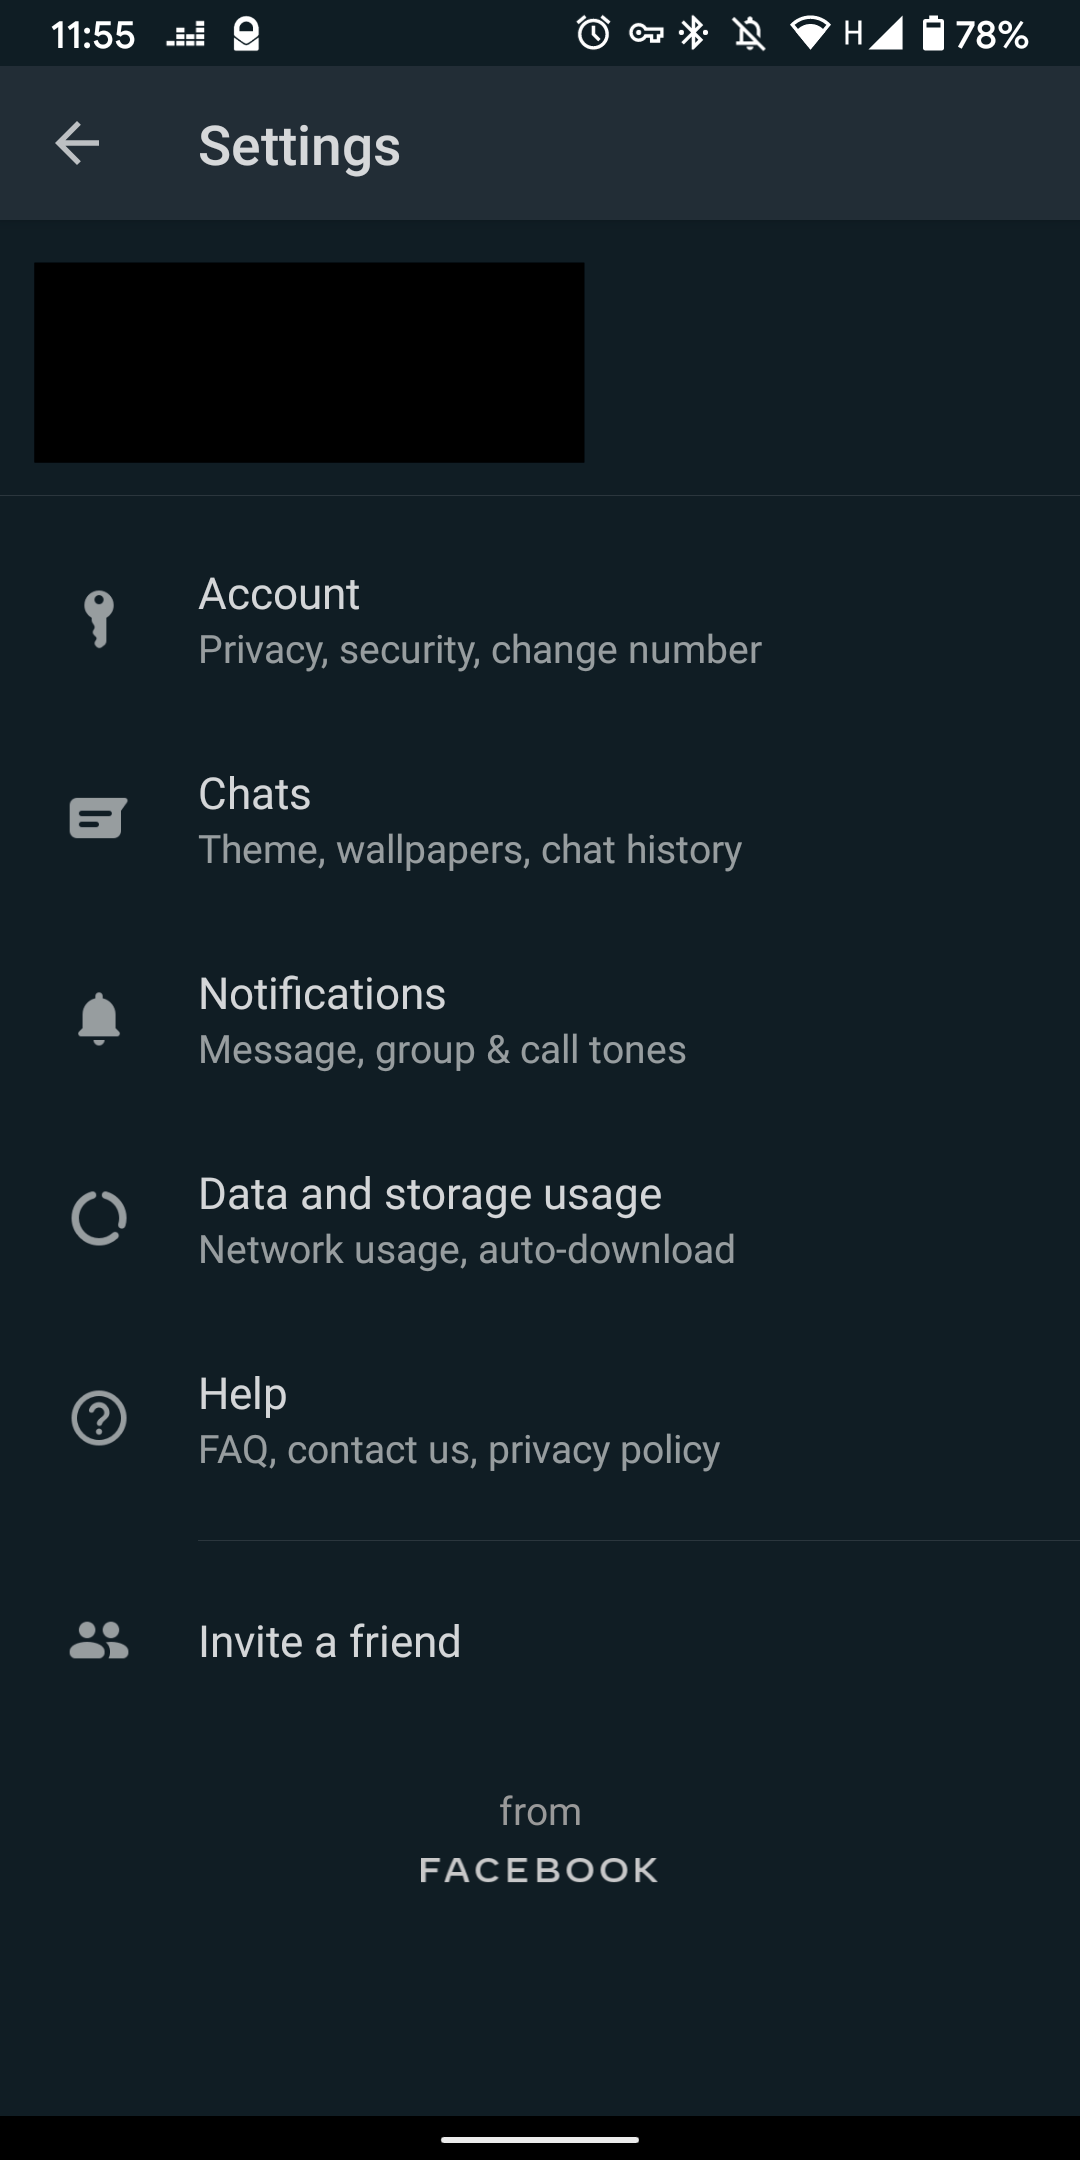 11:55 H 78%
Settings
Account
Privacy, security, change number
Chats
Theme, wallpapers, chat history
Notifications
Message, group & call tones
Data and storage usage
Network usage, auto-download
Help
FAQ, contact us, privacy policy
Invite a friend
from
FACEBOOK